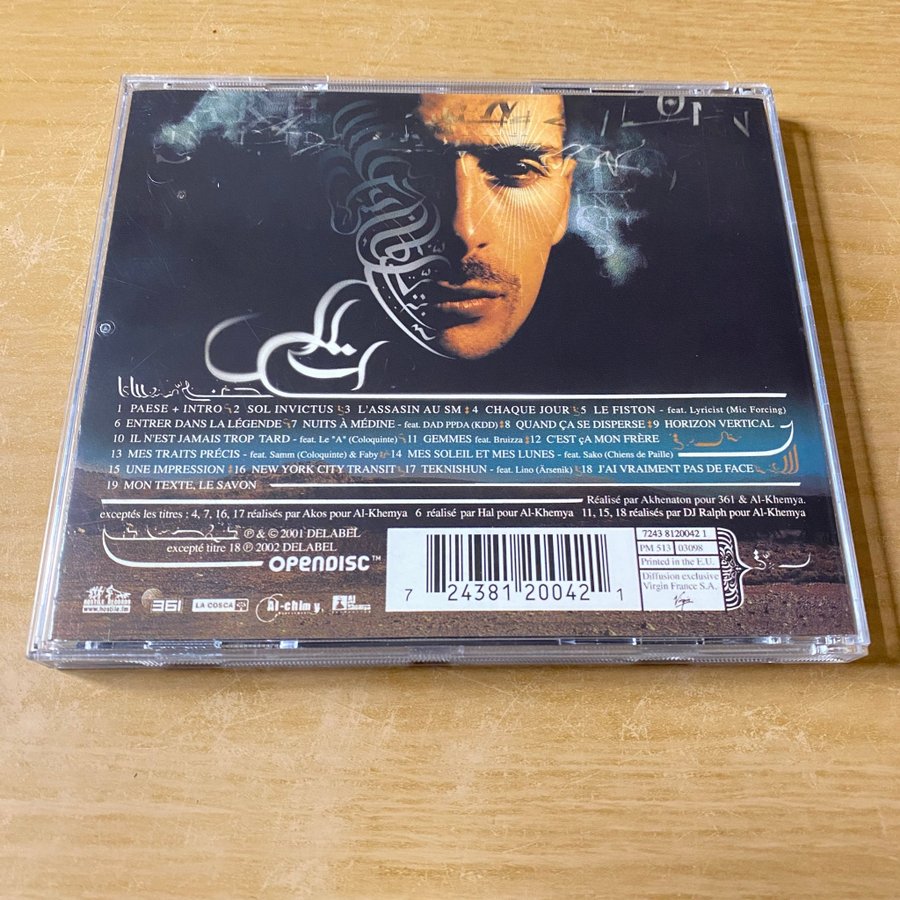 1 PAESE + INTRO 2 SOL INVICTUS 3 L'ASSASIN AU SM 4 CHAQUE JOUR 5 LE FISTON - feat. Lyricist (Mic Forcing)
6 ENTRER DANS LA LÉGENDE 7 NUITS À MÉDINE - feat. DAD PPDA (KDD) 8 QUAND ÇA SE DISPERSE 9 HORIZON VERTICAL
10 IL N'EST JAMAIS TROP TARD - feat. Le "A" (Coloquinte) 11 GEMMES feat. Bruizza 12 C'EST çA MON FRÈRE
13 MES TRAITS PRÉCIS - feat. Samm (Coloquinte) & Faby 14 MES SOLEIL ET MES LUNES - feat. Sako (Chiens de Paille)
15 UNE IMPRESSION 16 NEW YORK CITY TRANSIT 17 TEKNISHUN - feat. Lino (Ärsenik) 18 J'AI VRAIMENT PAS DE FACE
19 MON TEXTE, LE SAVON
Réalisé par Akhenaton pour 361 & Al-Khemya.
exceptés les titres : 4, 7, 16, 17 réalisés par Akos pour Al-Khemya 6 réalisé par Hal pour Al-Khemya 11, 15, 18 réalisés par DJ Ralph pour Al-Khemya
℗ & © 2001 DELABEL
excepté titre 18 ℗ 2002 DELABEL
OPENDISC™
7243 8120042 1
PM 513 03098
Printed in the E.U.
Diffusion exclusive
Virgin France S.A.
Virgin
7 24381 20042 1
HOSTILE RECORDS
www.hostile.fm
361
LA COSCA
Al-chimy.